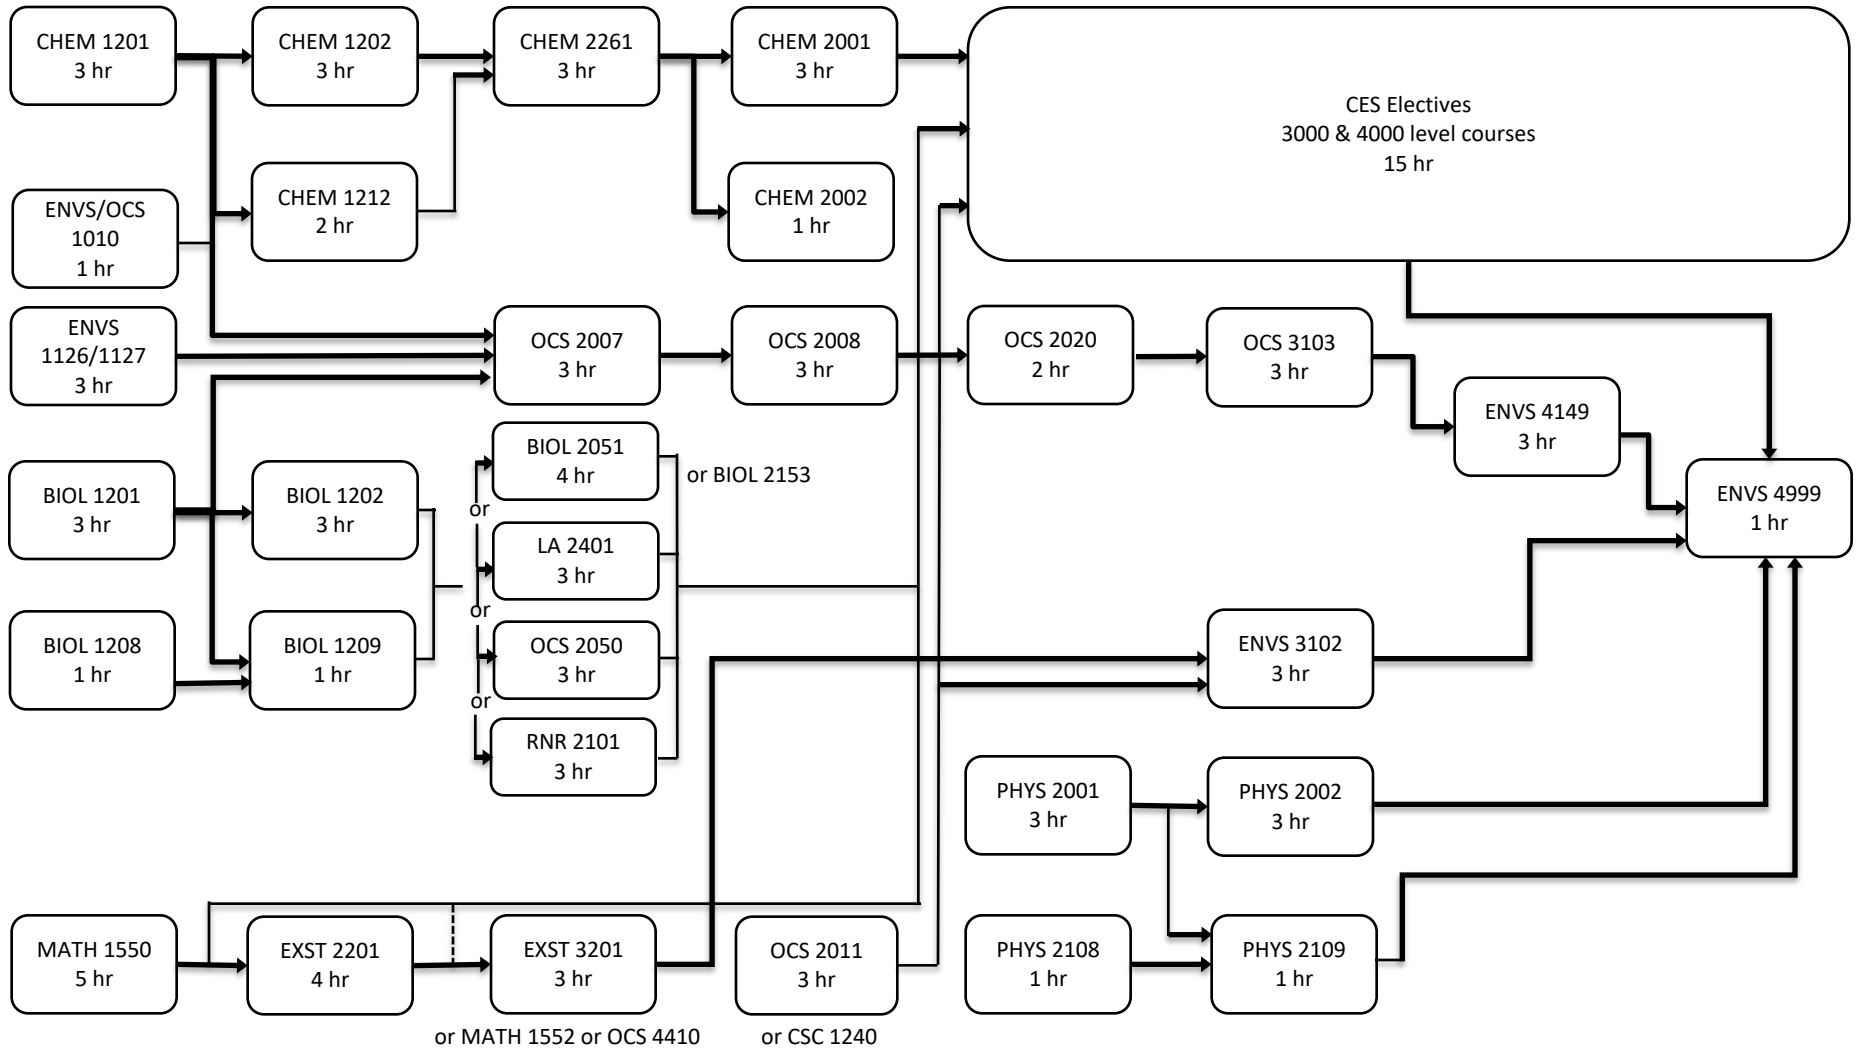 CHEM 1201
3 hr
CHEM 1202
3 hr
CHEM 2261
3 hr
CHEM 2001
3 hr
CES Electives
3000 & 4000 level courses
15 hr
ENVS/OCS
1010
1 hr
CHEM 1212
2 hr
CHEM 2002
1 hr
ENVS
1126/1127
3 hr
OCS 2007
3 hr
OCS 2008
3 hr
OCS 2020
2 hr
OCS 3103
3 hr
ENVS 4149
3 hr
BIOL 1201
3 hr
BIOL 1202
3 hr
or
BIOL 2051
4 hr
or BIOL 2153
ENVS 4999
1 hr
or
LA 2401
3 hr
BIOL 1208
1 hr
BIOL 1209
1 hr
or
OCS 2050
3 hr
ENVS 3102
3 hr
RNR 2101
3 hr
PHYS 2001
3 hr
PHYS 2002
3 hr
MATH 1550
5 hr
EXST 2201
4 hr
EXST 3201
3 hr
or MATH 1552 or OCS 4410
OCS 2011
3 hr
or CSC 1240
PHYS 2108
1 hr
PHYS 2109
1 hr